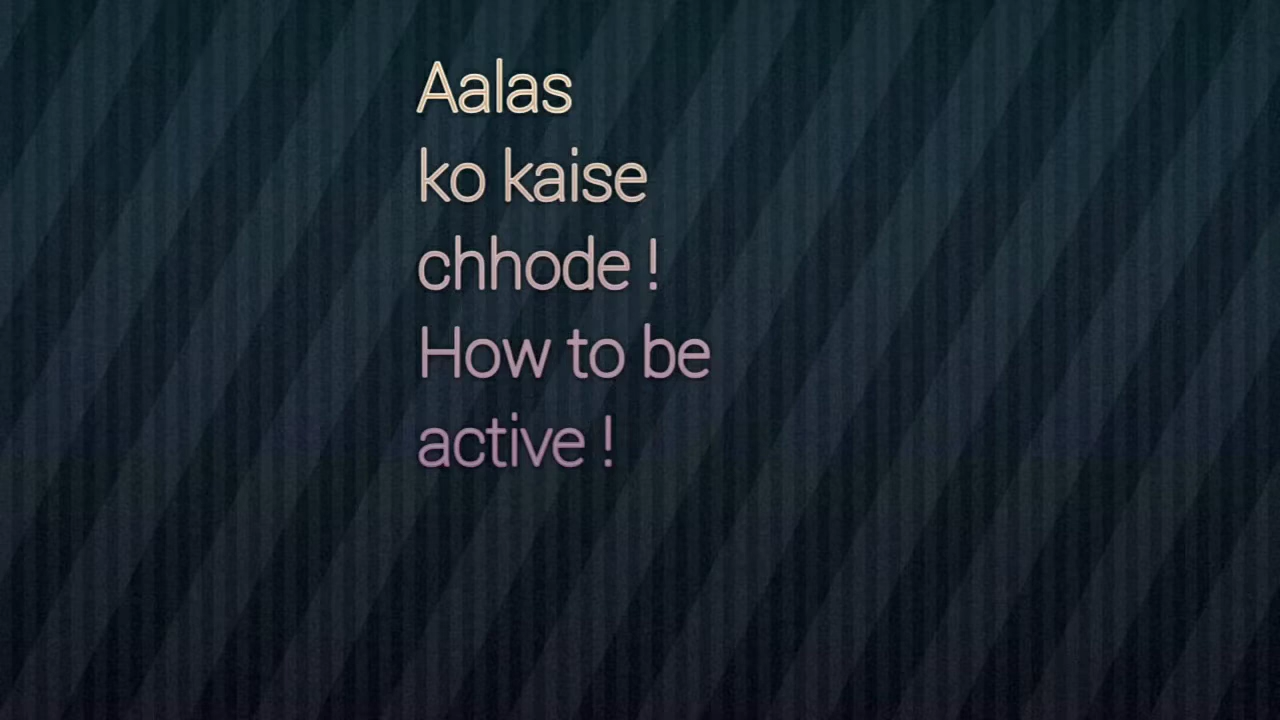 Aalas
ko kaise
chhode !
How to be
active !